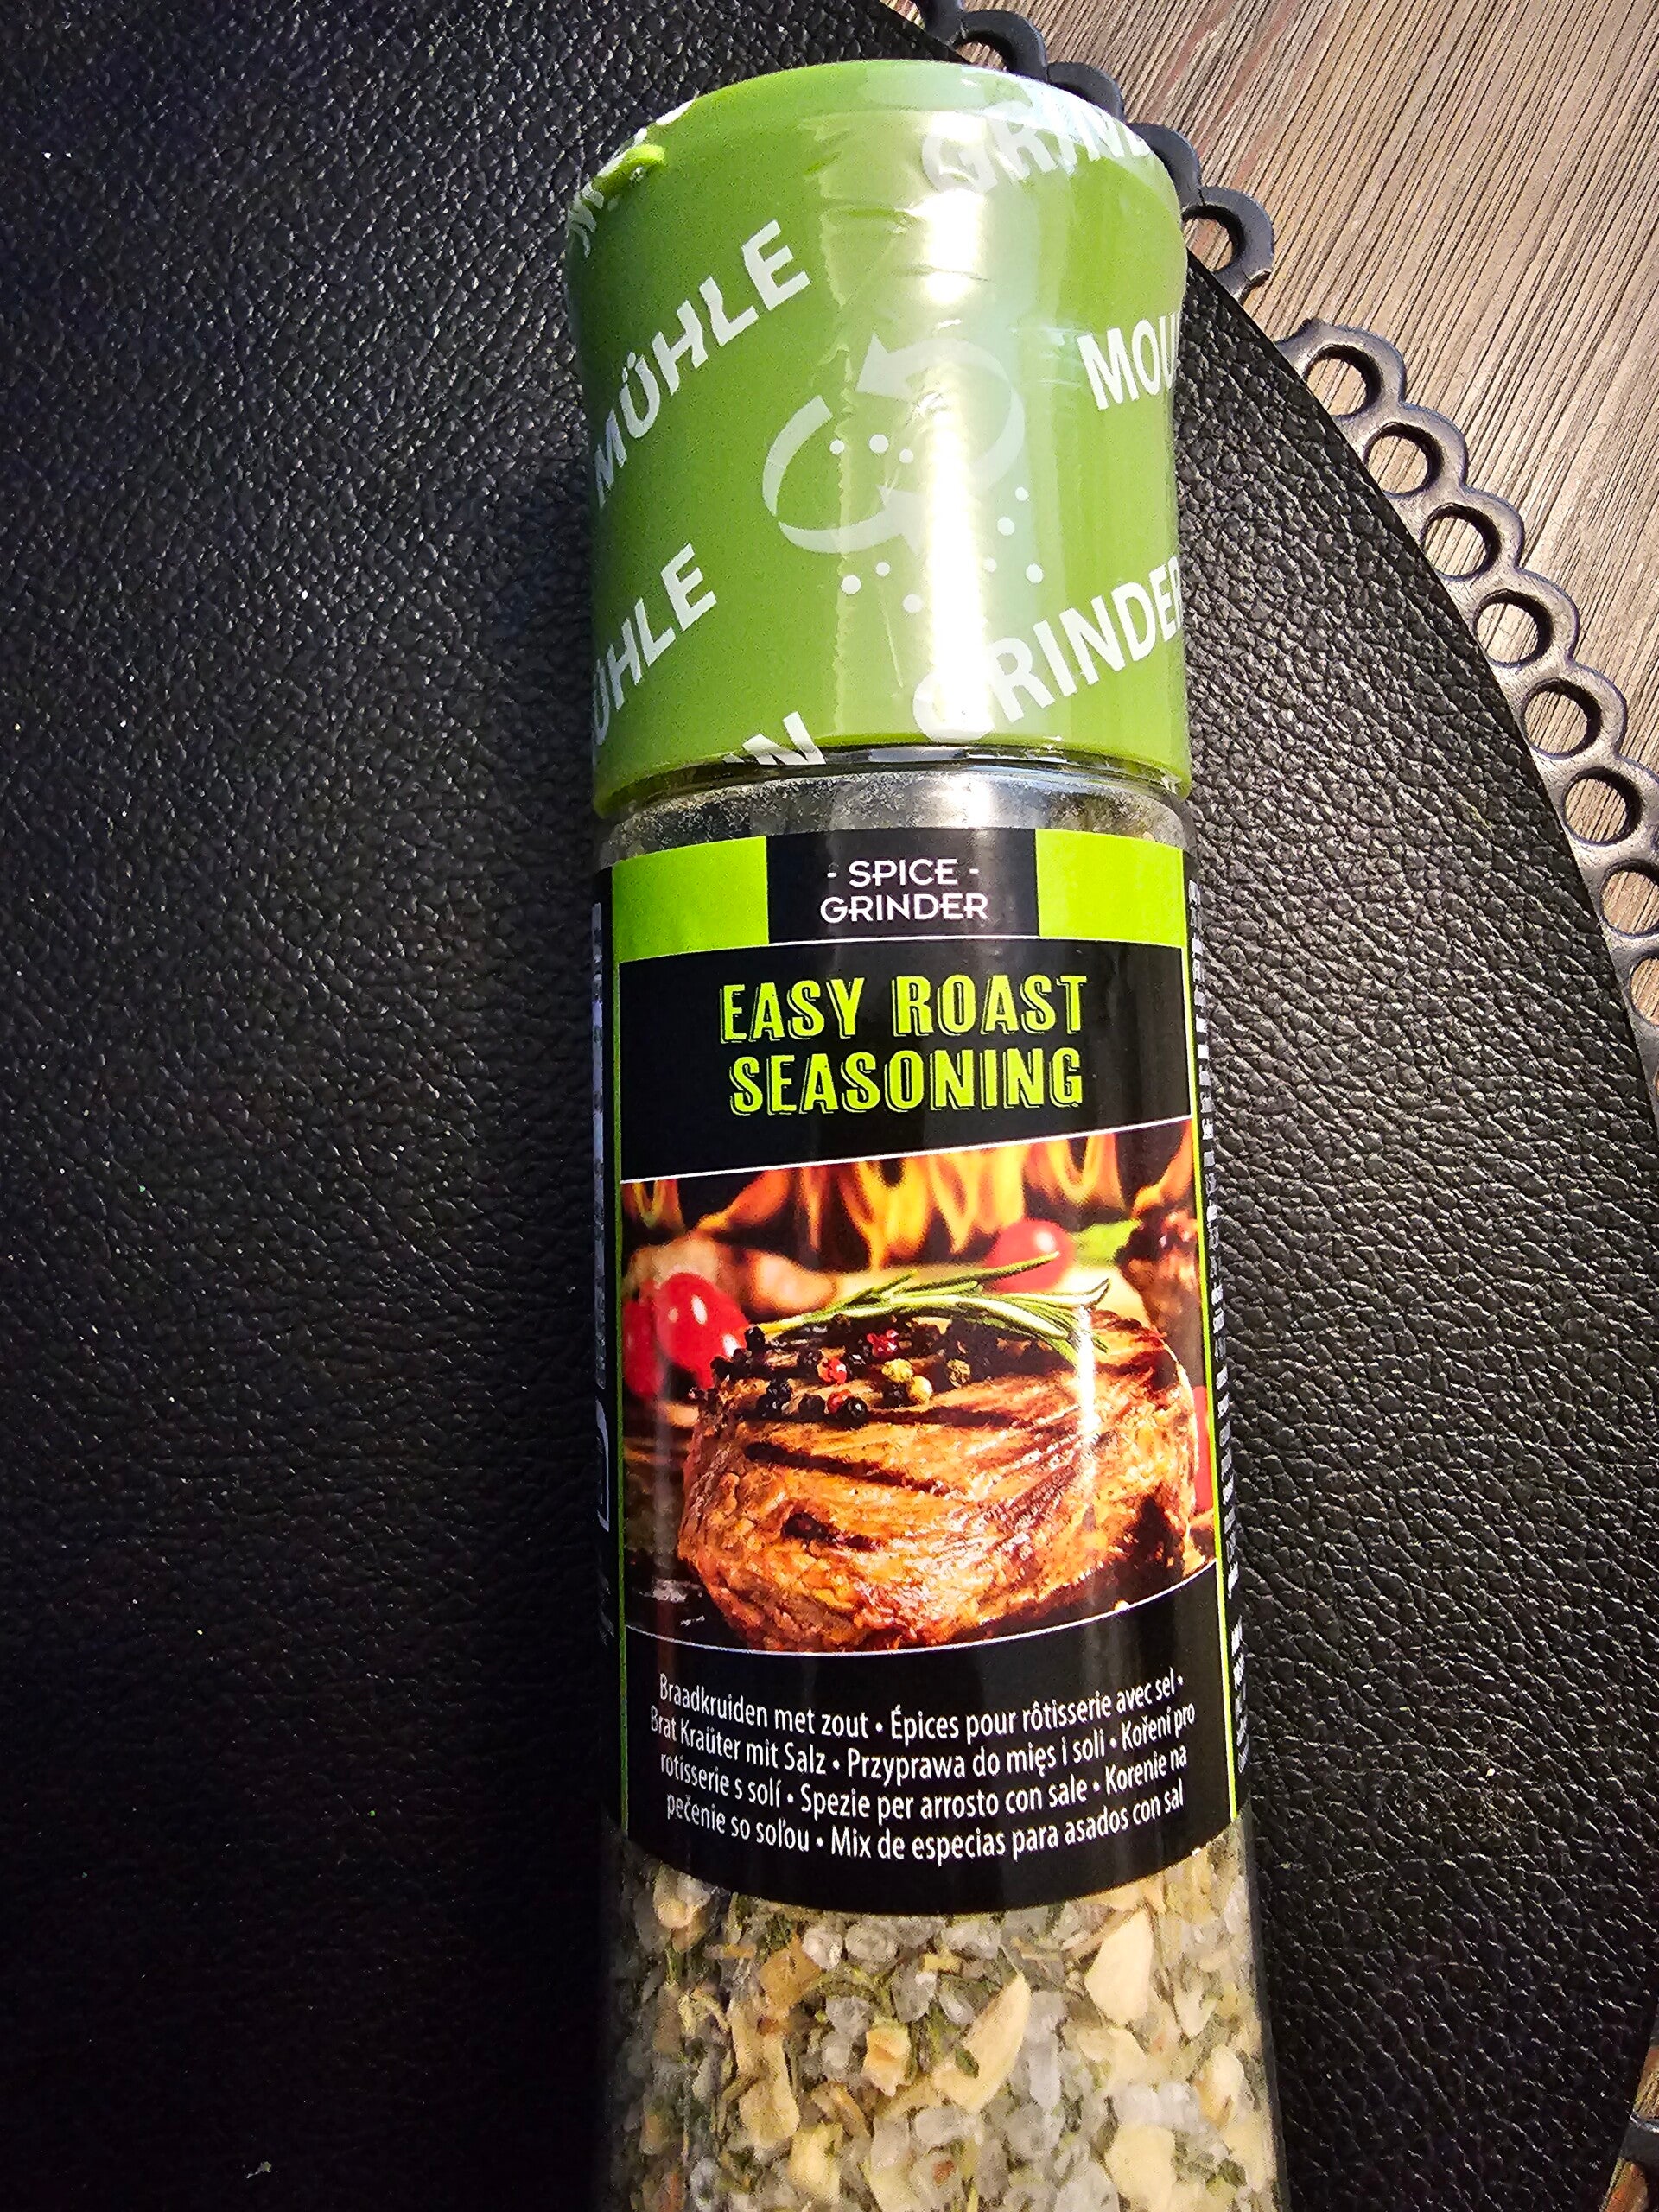 GRIND
MÜHLE
MOU
ÜHLE
GRINDER
- SPICE -
GRINDER
EASY ROAST
SEASONING
Braadkruiden met zout • Épices pour rôtisserie avec sel •
Brat Kraüter mit Salz • Przyprawa do mięs i soli • Koření pro
rotisserie s solí • Spezie per arrosto con sale • Korenie na
pečenie so soľou • Mix de especias para asados con sal